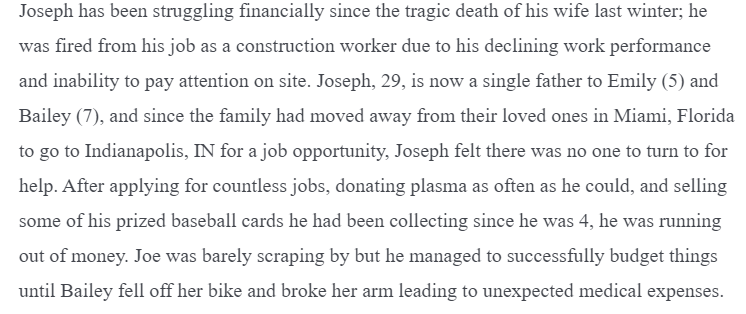 Joseph has been struggling financially since the tragic death of his wife last winter; he
was fired from his job as a construction worker due to his declining work performance
and inability to pay attention on site. Joseph, 29, is now a single father to Emily (5) and
Bailey (7), and since the family had moved away from their loved ones in Miami, Florida
to go to Indianapolis, IN for a job opportunity, Joseph felt there was no one to turn to for
help. After applying for countless jobs, donating plasma as often as he could, and selling
some of his prized baseball cards he had been collecting since he was 4, he was running
out of money. Joe was barely scraping by but he managed to successfully budget things
until Bailey fell off her bike and broke her arm leading to unexpected medical expenses.